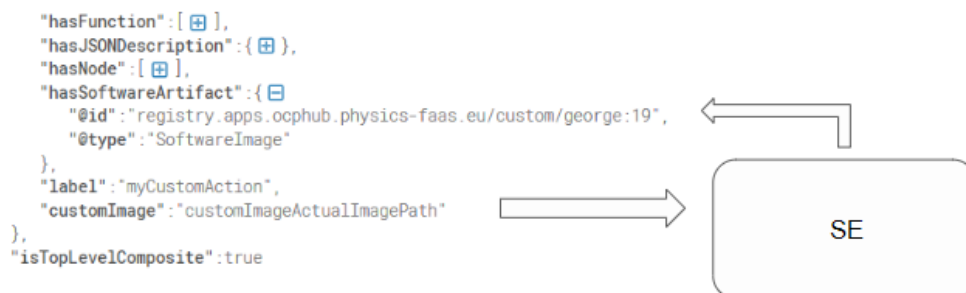 "hasFunction":[ ⊞ ],
"hasJSONDescription":{ ⊞ },
"hasNode":[ ⊞ ],
"hasSoftwareArtifact":{ ⊟
"@id":"registry.apps.ocphub.physics-faas.eu/custom/george:19",
"@type":"SoftwareImage"
},
"label":"myCustomAction",
"customImage":"customImageActualImagePath"
},
"isTopLevelComposite":true
SE